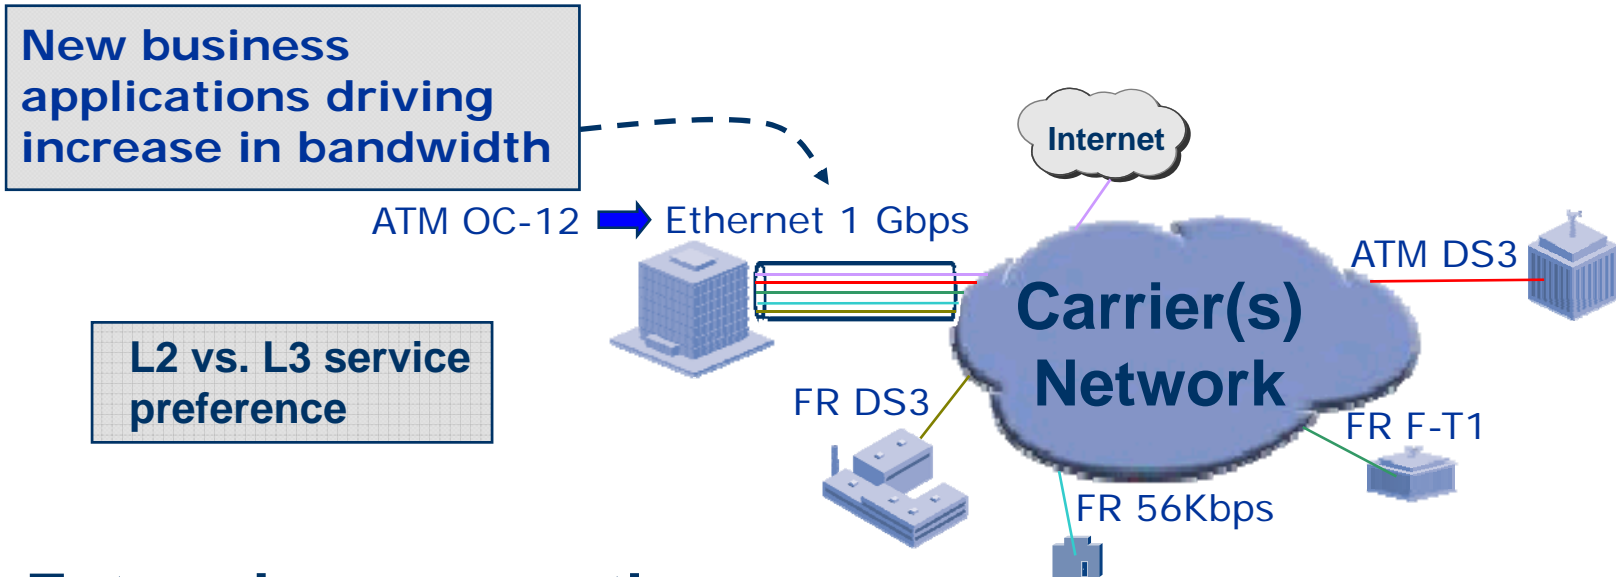 New business
applications driving
increase in bandwidth
Internet
ATM OC-12 Ethernet 1 Gbps
ATM DS3
Carrier(s)
Network
L2 vs. L3 service
preference
FR DS3
FR F-T1
FR 56Kbps